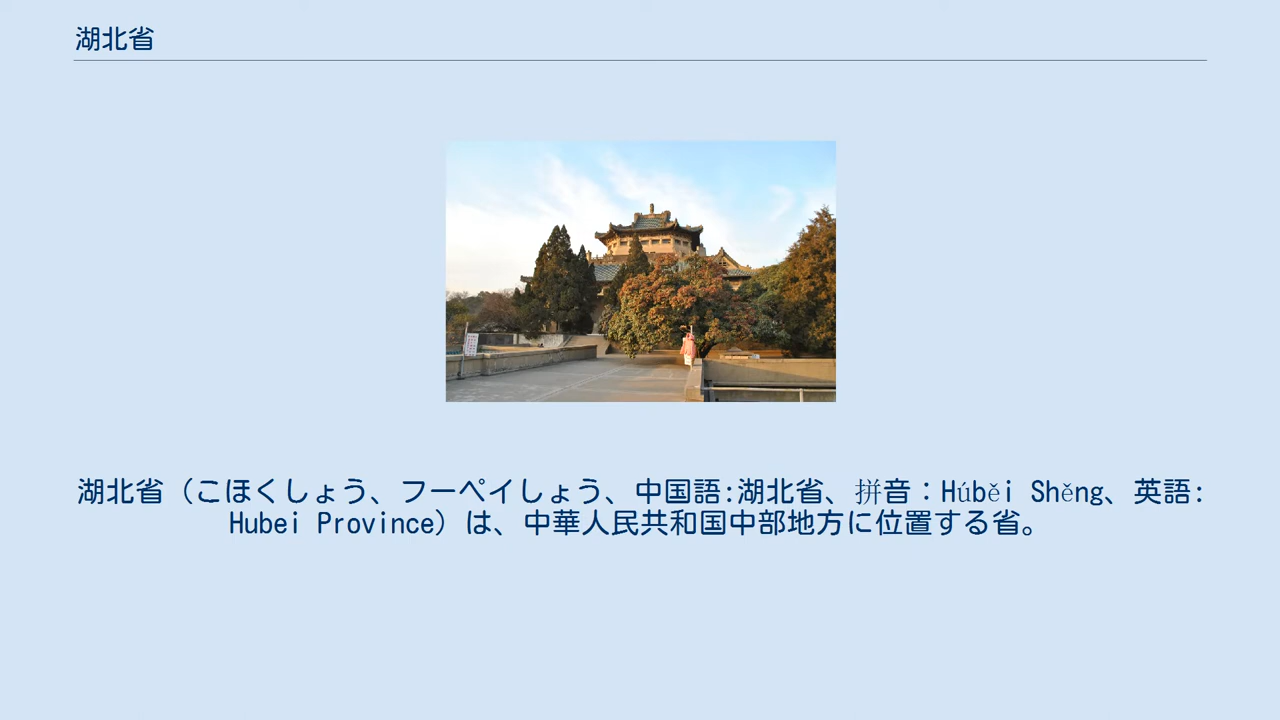 湖北省
湖北省（こほくしょう、フーペイしょう、中国語:湖北省、拼音：Húběi Shěng、英語:
Hubei Province）は、中華人民共和国中部地方に位置する省。